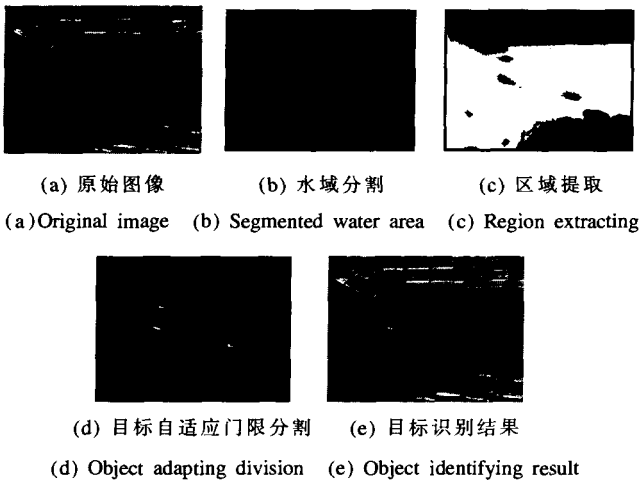 (a) 原始图像 (b) 水域分割 (c) 区域提取
(a)Original image (b) Segmented water area (c) Region extracting
(d) 目标自适应门限分割 (e) 目标识别结果
(d) Object adapting division (e) Object identifying result